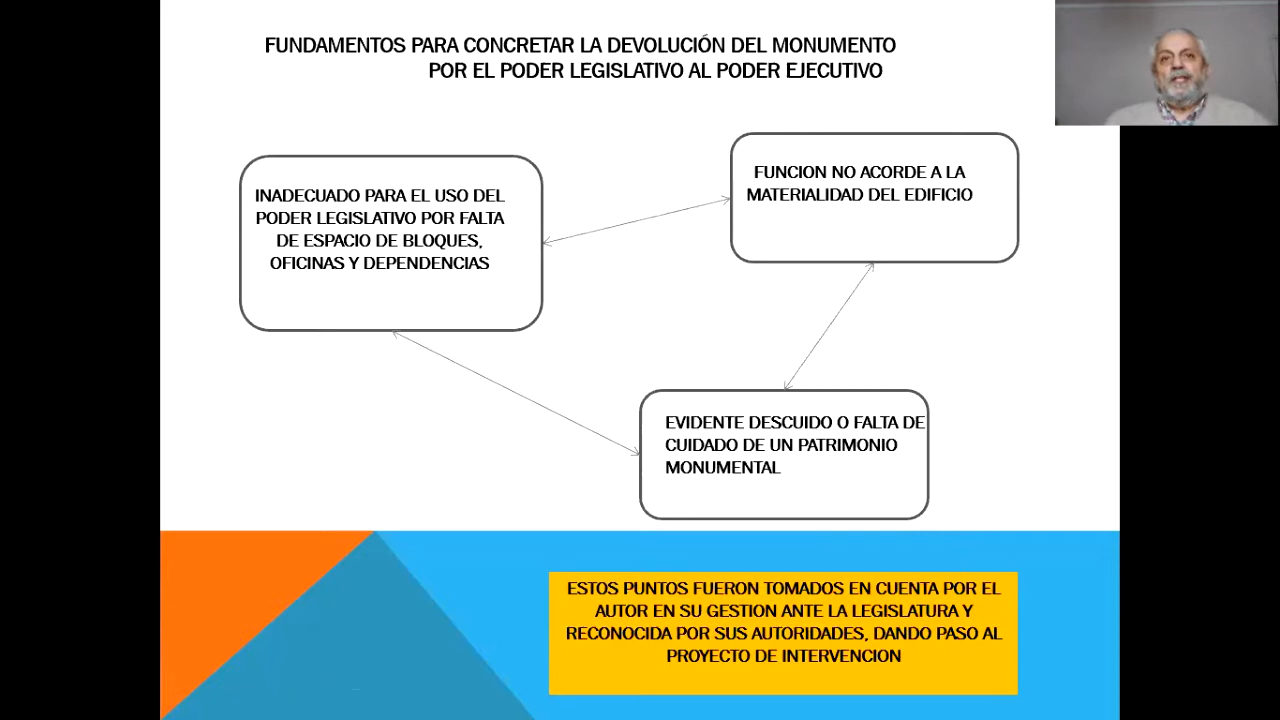 FUNDAMENTOS PARA CONCRETAR LA DEVOLUCIÓN DEL MONUMENTO
POR EL PODER LEGISLATIVO AL PODER EJECUTIVO
INADECUADO PARA EL USO DEL
PODER LEGISLATIVO POR FALTA
DE ESPACIO DE BLOQUES,
OFICINAS Y DEPENDENCIAS
FUNCION NO ACORDE A LA
MATERIALIDAD DEL EDIFICIO
EVIDENTE DESCUIDO O FALTA DE
CUIDADO DE UN PATRIMONIO
MONUMENTAL
ESTOS PUNTOS FUERON TOMADOS EN CUENTA POR EL
AUTOR EN SU GESTION ANTE LA LEGISLATURA Y
RECONOCIDA POR SUS AUTORIDADES, DANDO PASO AL
PROYECTO DE INTERVENCION